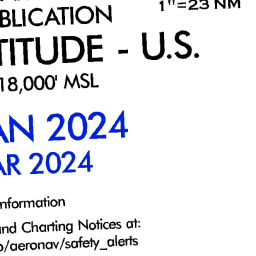 1"=23 NM
BLICATION
TITUDE - U.S.
18,000' MSL
AN 2024
AR 2024
nformation
nd Charting Notices at:
o/aeronav/safety_alerts